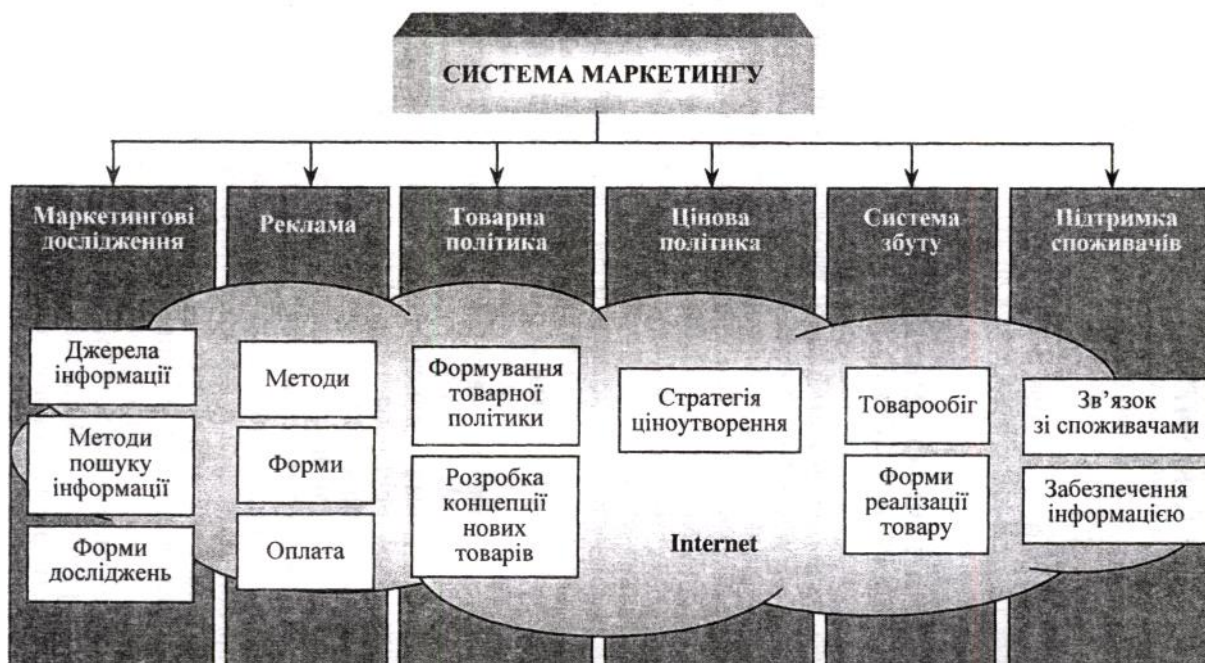 СИСТЕМА МАРКЕТИНГУ
Маркетингові
дослідження
Реклама
Товарна
політика
Цінова
політика
Система
збуту
Підтримка
споживачів
Джерела
інформації
Методи
пошуку
інформації
Форми
досліджень
Методи
Форми
Оплата
Формування
товарної
політики
Розробка
концепції
нових
товарів
Стратегія
ціноутворення
Internet
Товарообіг
Форми
реалізації
товару
Зв’язок
зі споживачами
Забезпечення
інформацією